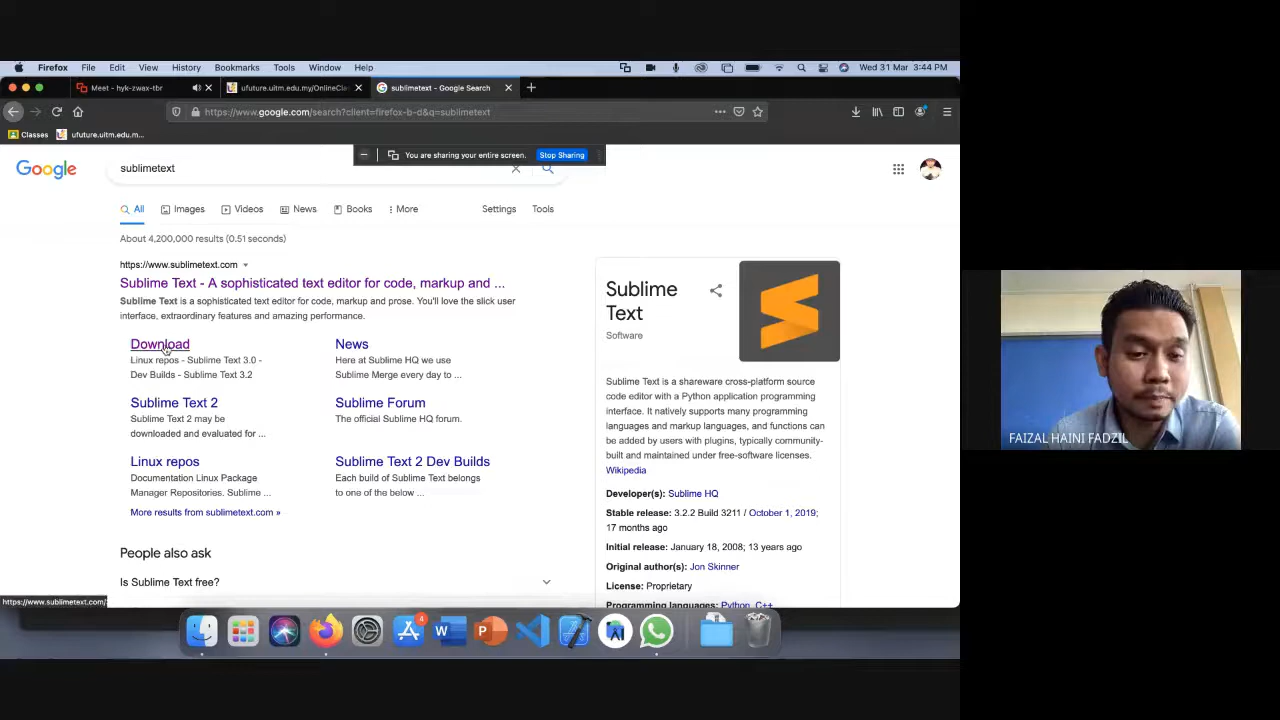 Firefox File Edit View History Bookmarks Tools Window Help Wed 31 Mar 3:44 PM
Meet - hyk-zwax-tbr
ufuture.uitm.edu.my/OnlineCla
sublimetext - Google Search
https://www.google.com/search?client=firefox-b-d&q=sublimetext
Classes ufuture.uitm.edu.m...
You are sharing your entire screen. Stop Sharing
Google
sublimetext
All Images Videos News Books More Settings Tools
About 4,200,000 results (0.51 seconds)
https://www.sublimetext.com
Sublime Text - A sophisticated text editor for code, markup and ...
Sublime Text is a sophisticated text editor for code, markup and prose. You'll love the slick user
interface, extraordinary features and amazing performance.
Download
Linux repos - Sublime Text 3.0 -
Dev Builds - Sublime Text 3.2
News
Here at Sublime HQ we use
Sublime Merge every day to ...
Sublime Text 2
Sublime Text 2 may be
downloaded and evaluated for ...
Sublime Forum
The official Sublime HQ forum.
Linux repos
Documentation Linux Package
Manager Repositories. Sublime ...
Sublime Text 2 Dev Builds
Each build of Sublime Text belongs
to one of the below ...
More results from sublimetext.com »
People also ask
Is Sublime Text free?
Sublime
Text
Software
Sublime Text is a shareware cross-platform source
code editor with a Python application programming
interface. It natively supports many programming
languages and markup languages, and functions can
be added by users with plugins, typically community-
built and maintained under free-software licenses.
Wikipedia
Developer(s): Sublime HQ
Stable release: 3.2.2 Build 3211 / October 1, 2019;
17 months ago
Initial release: January 18, 2008; 13 years ago
Original author(s): Jon Skinner
License: Proprietary
Programming languages: Python, C++
https://www.sublimetext.com/
4
W
P
FAIZAL HAINI FADZIL